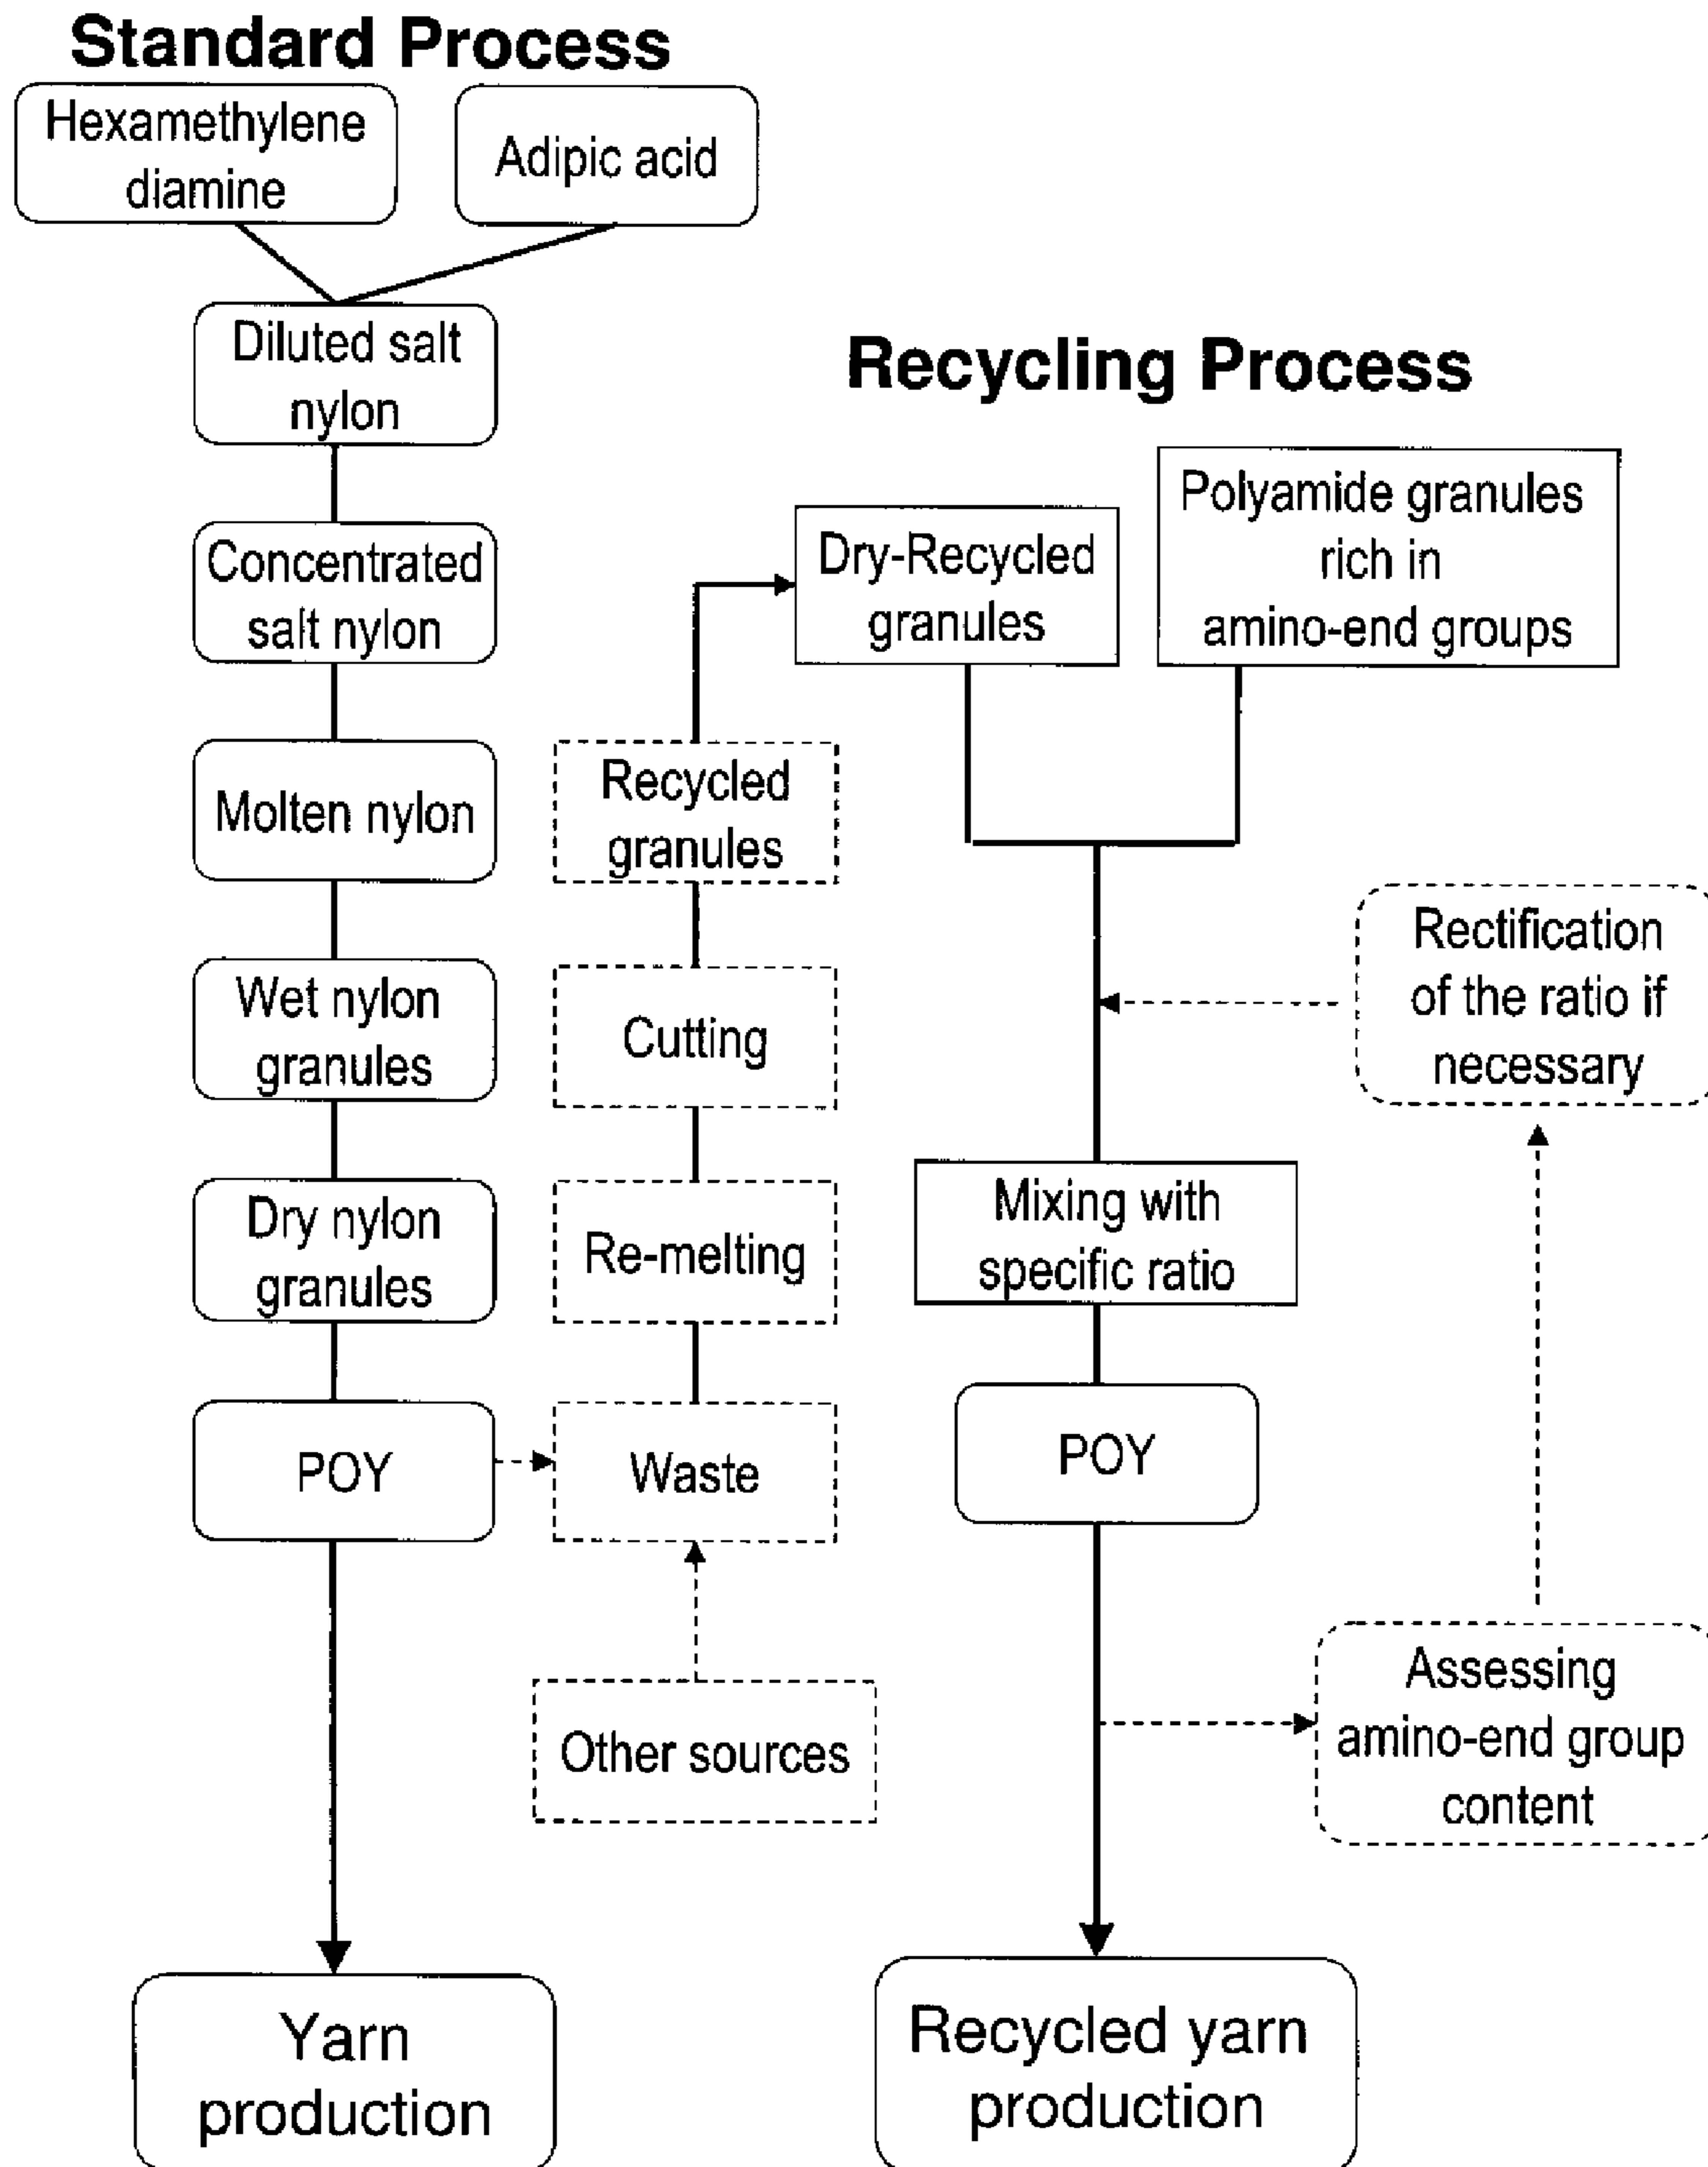 Standard Process
Hexamethylene
diamine
Adipic acid
Diluted salt
nylon
Concentrated
salt nylon
Molten nylon
Wet nylon
granules
Dry nylon
granules
POY
Yarn
production
Recycling Process
Dry-Recycled
granules
Polyamide granules
rich in
amino-end groups
Recycled
granules
Cutting
Re-melting
Waste
Other sources
Rectification
of the ratio if
necessary
Mixing with
specific ratio
POY
Assessing
amino-end group
content
Recycled yarn
production